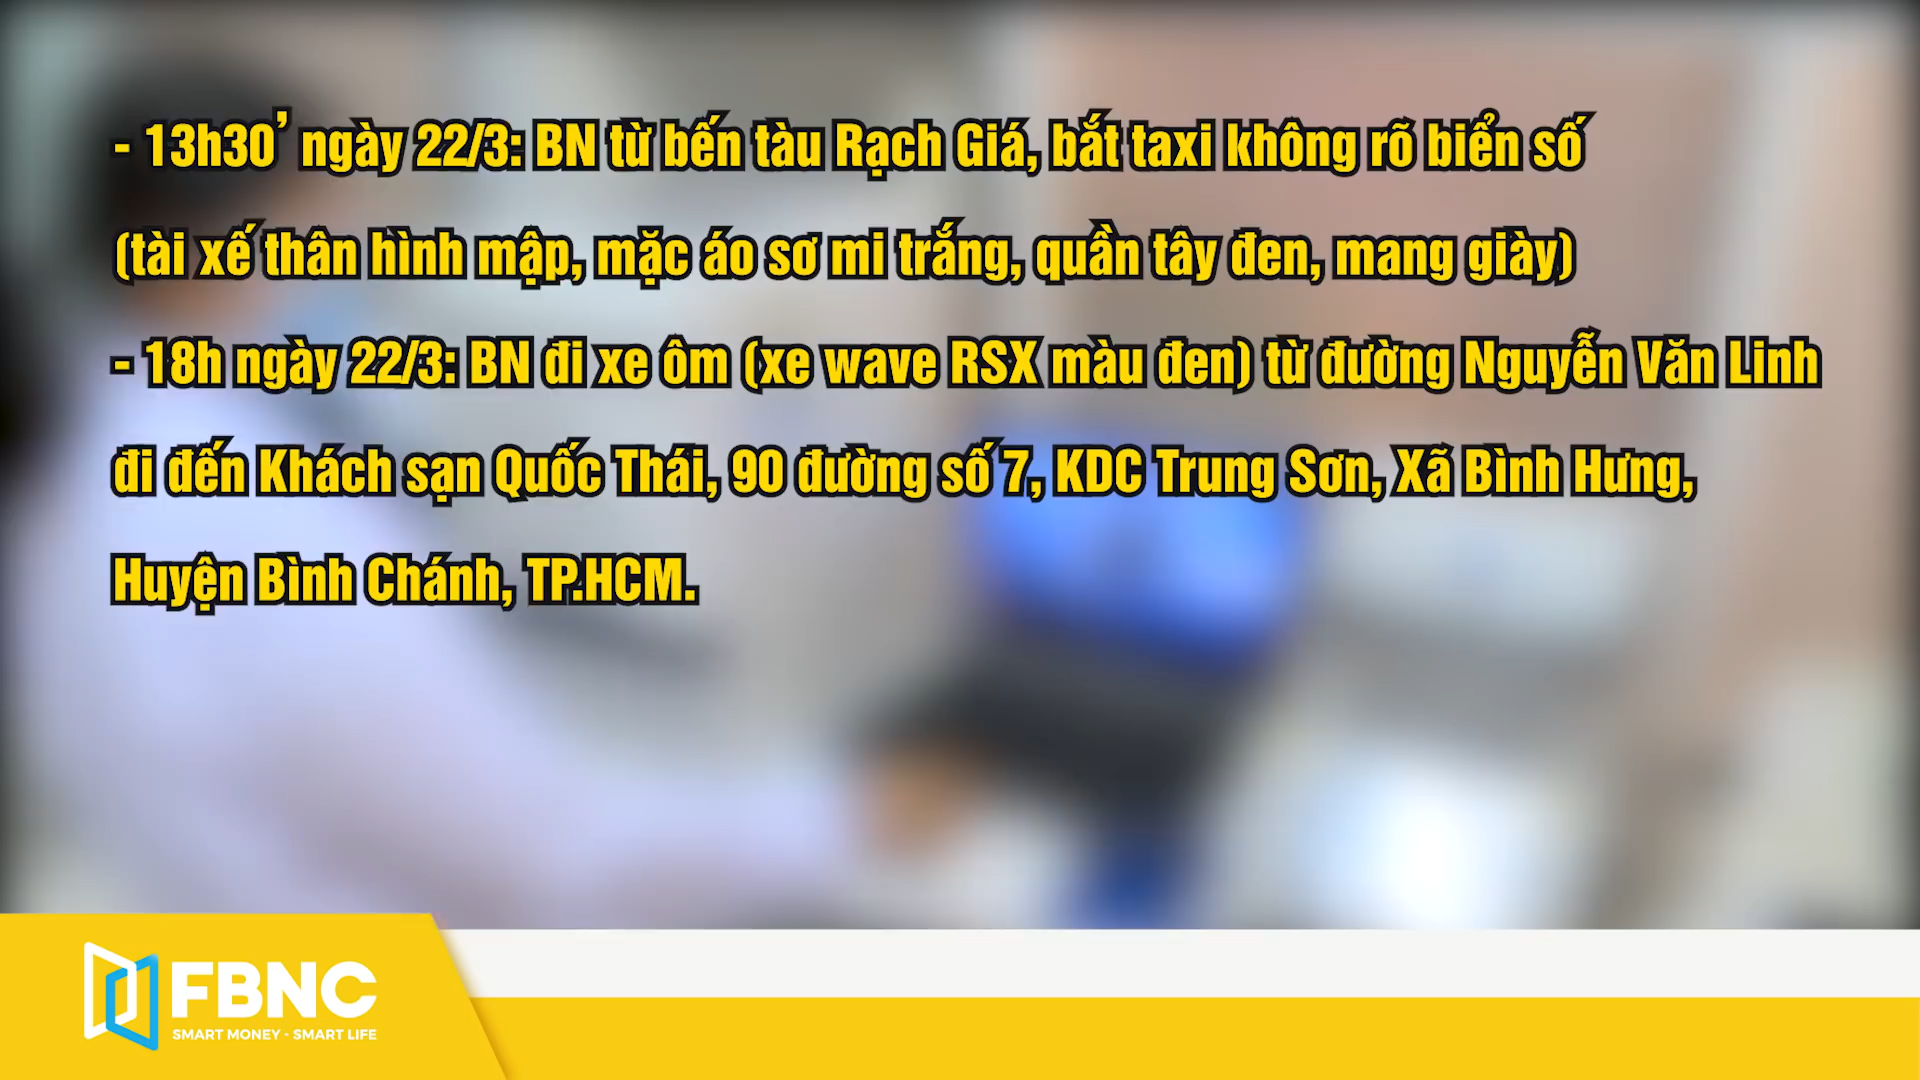 - 13h30’ ngày 22/3: BN từ bến tàu Rạch Giá, bắt taxi không rõ biển số
(tài xế thân hình mập, mặc áo sơ mi trắng, quần tây đen, mang giày)
- 18h ngày 22/3: BN đi xe ôm (xe wave RSX màu đen) từ đường Nguyễn Văn Linh
đi đến Khách sạn Quốc Thái, 90 đường số 7, KDC Trung Sơn, Xã Bình Hưng,
Huyện Bình Chánh, TP.HCM.
FBNC
SMART MONEY - SMART LIFE